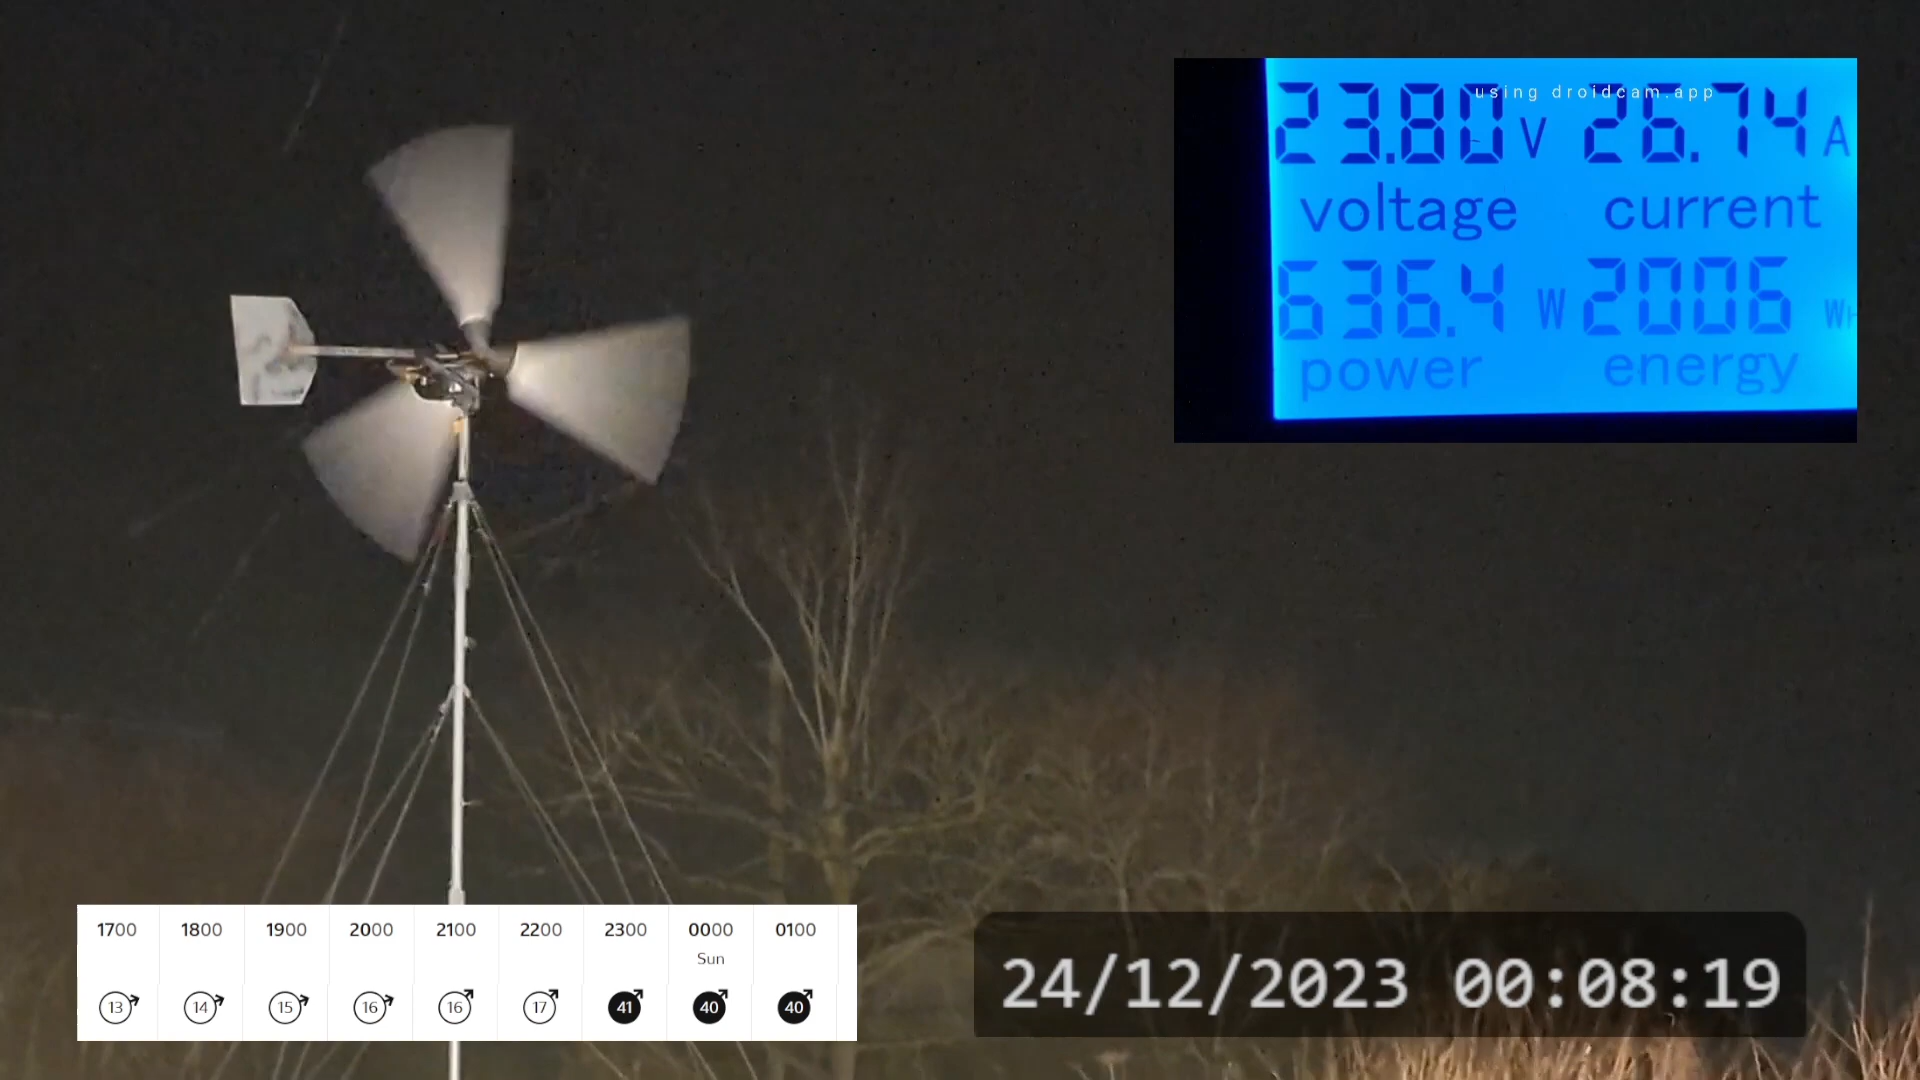 using droidcam.app
23.80 V 26.74 A
voltage current
636.4 W 2006 Wh
power energy
1700 1800 1900 2000 2100 2200 2300 0000 0100
Sun
13 14 15 16 16 17 41 40 40
24/12/2023 00:08:19